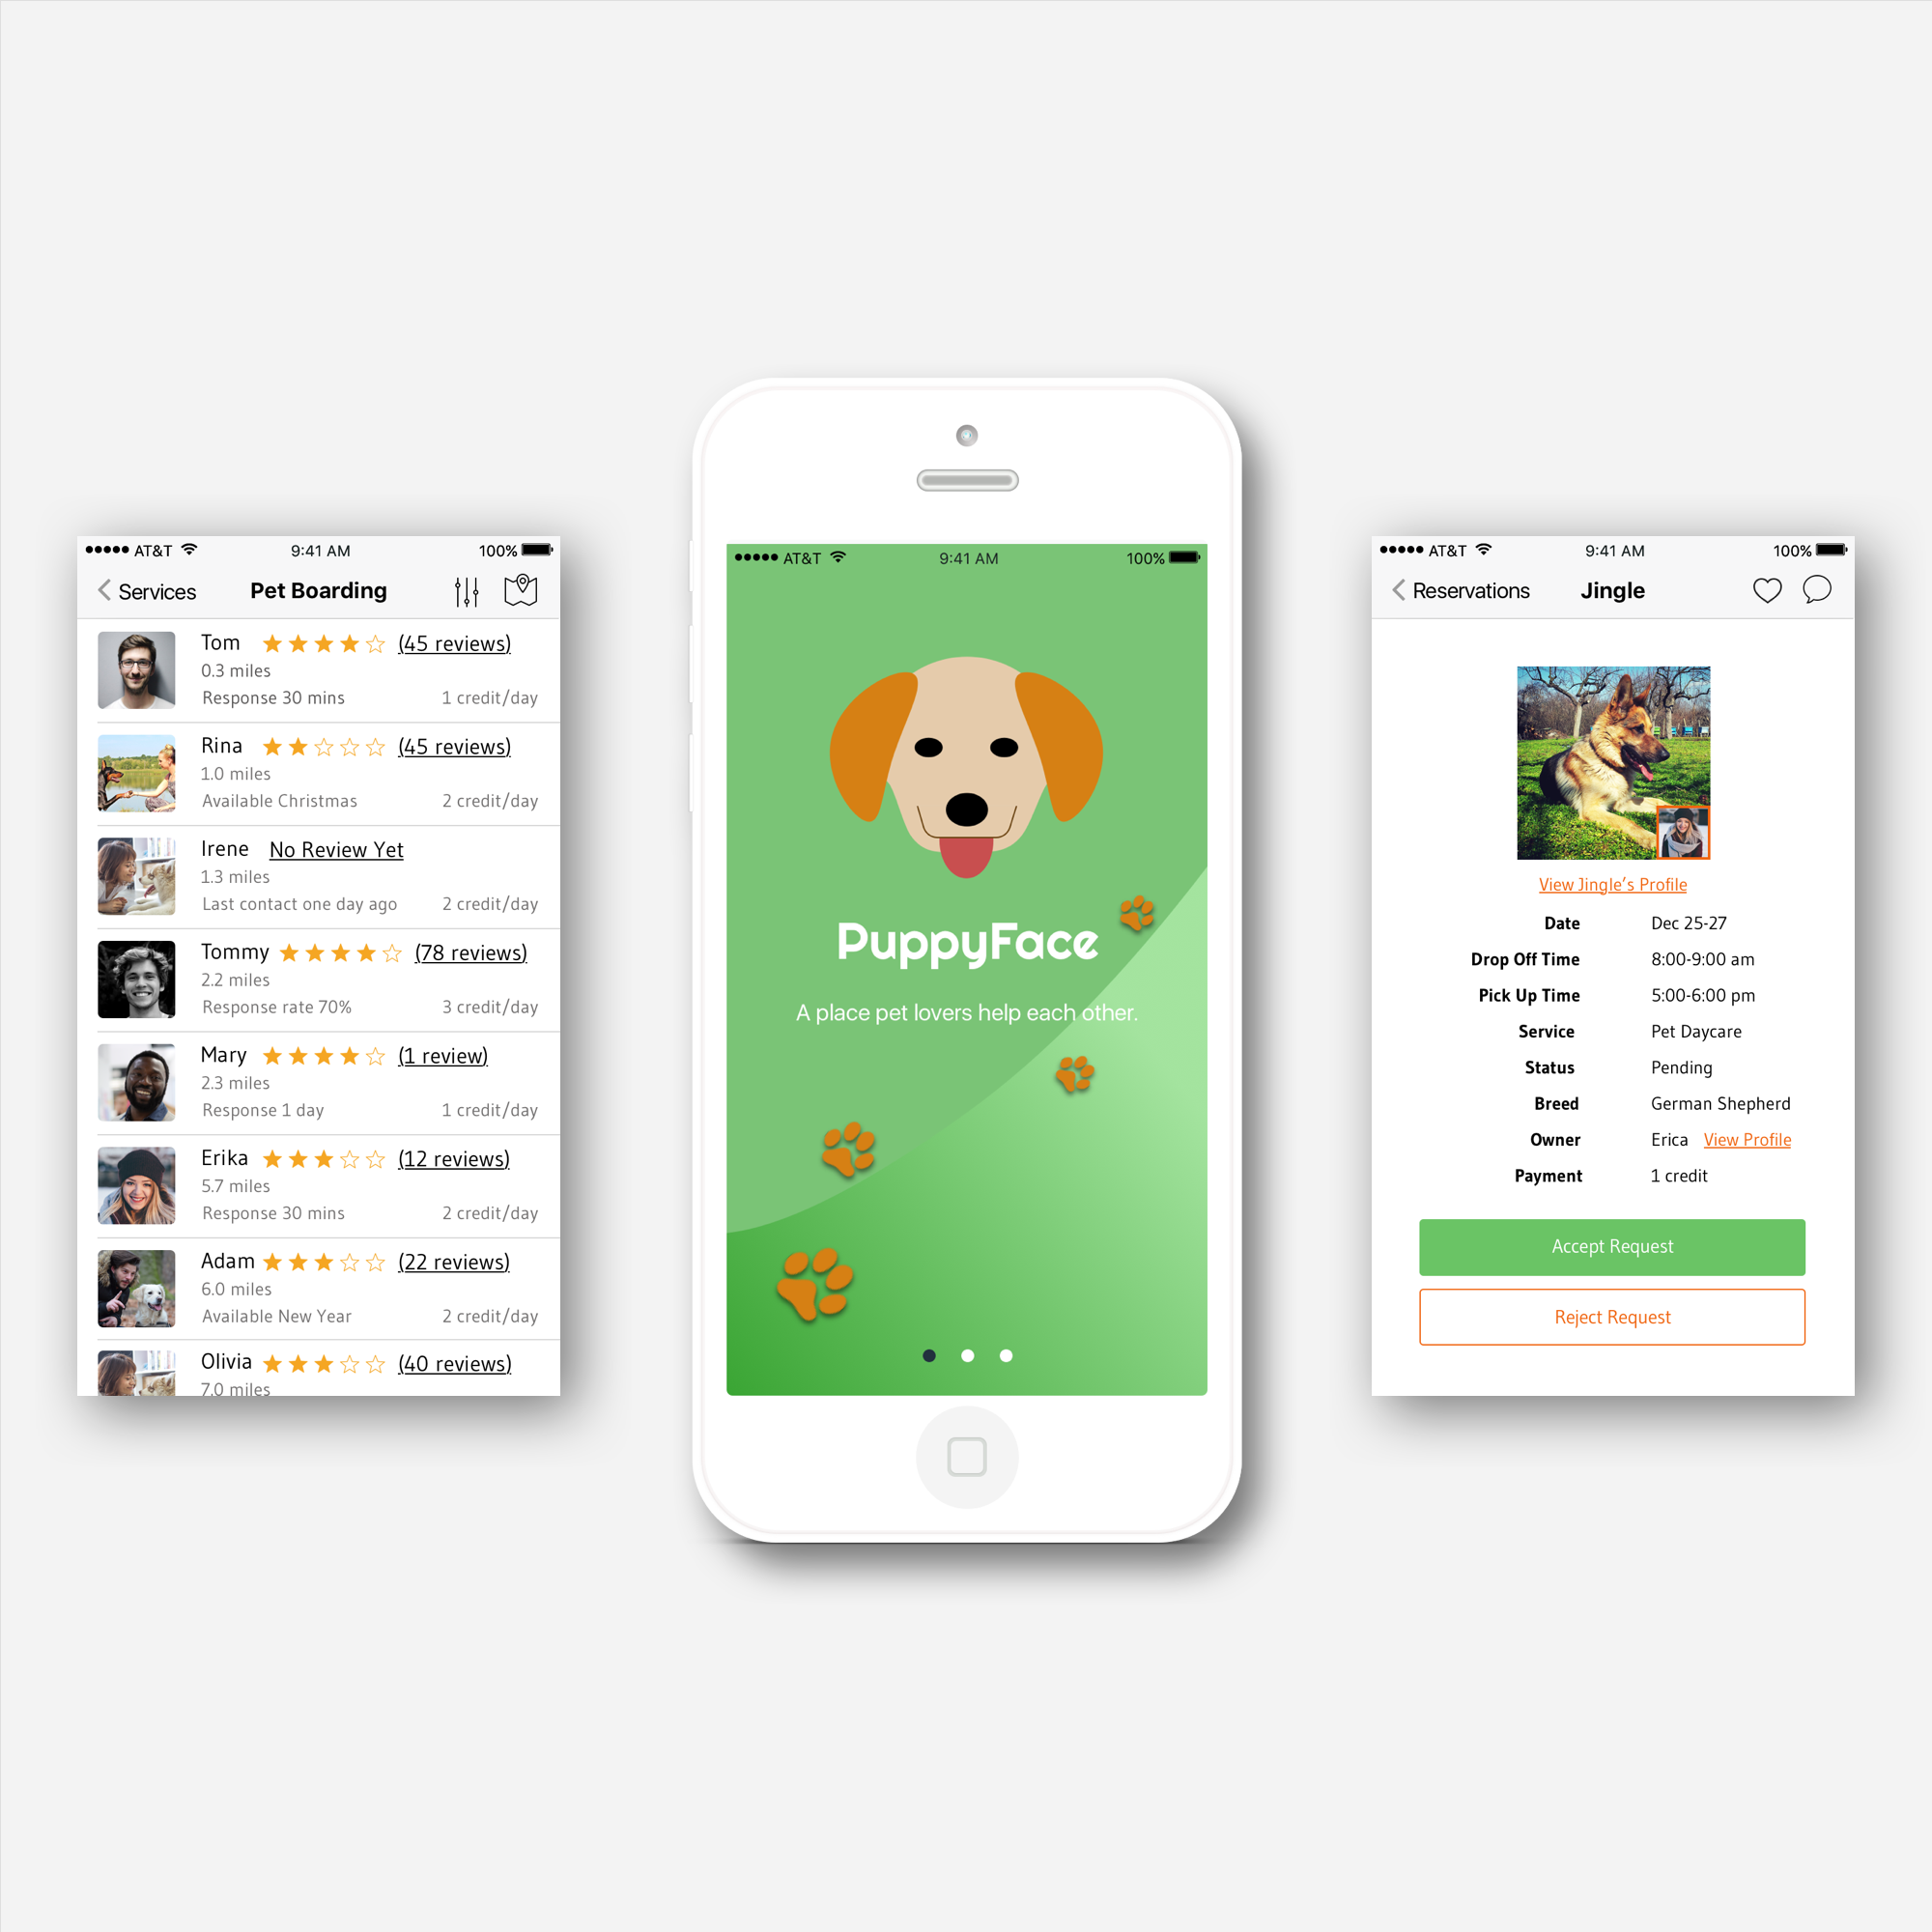 AT&T 9:41 AM 100%
Services Pet Boarding
Tom (45 reviews)
0.3 miles
Response 30 mins 1 credit/day
Rina (45 reviews)
1.0 miles
Available Christmas 2 credit/day
Irene No Review Yet
1.3 miles
Last contact one day ago 2 credit/day
Tommy (78 reviews)
2.2 miles
Response rate 70% 3 credit/day
Mary (1 review)
2.3 miles
Response 1 day 1 credit/day
Erika (12 reviews)
5.7 miles
Response 30 mins 2 credit/day
Adam (22 reviews)
6.0 miles
Available New Year 2 credit/day
Olivia (40 reviews)
7.0 miles
AT&T 9:41 AM 100%
PuppyFace
A place pet lovers help each other.
AT&T 9:41 AM 100%
Reservations Jingle
View Jingle’s Profile
Date Dec 25-27
Drop Off Time 8:00-9:00 am
Pick Up Time 5:00-6:00 pm
Service Pet Daycare
Status Pending
Breed German Shepherd
Owner Erica View Profile
Payment 1 credit
Accept Request
Reject Request